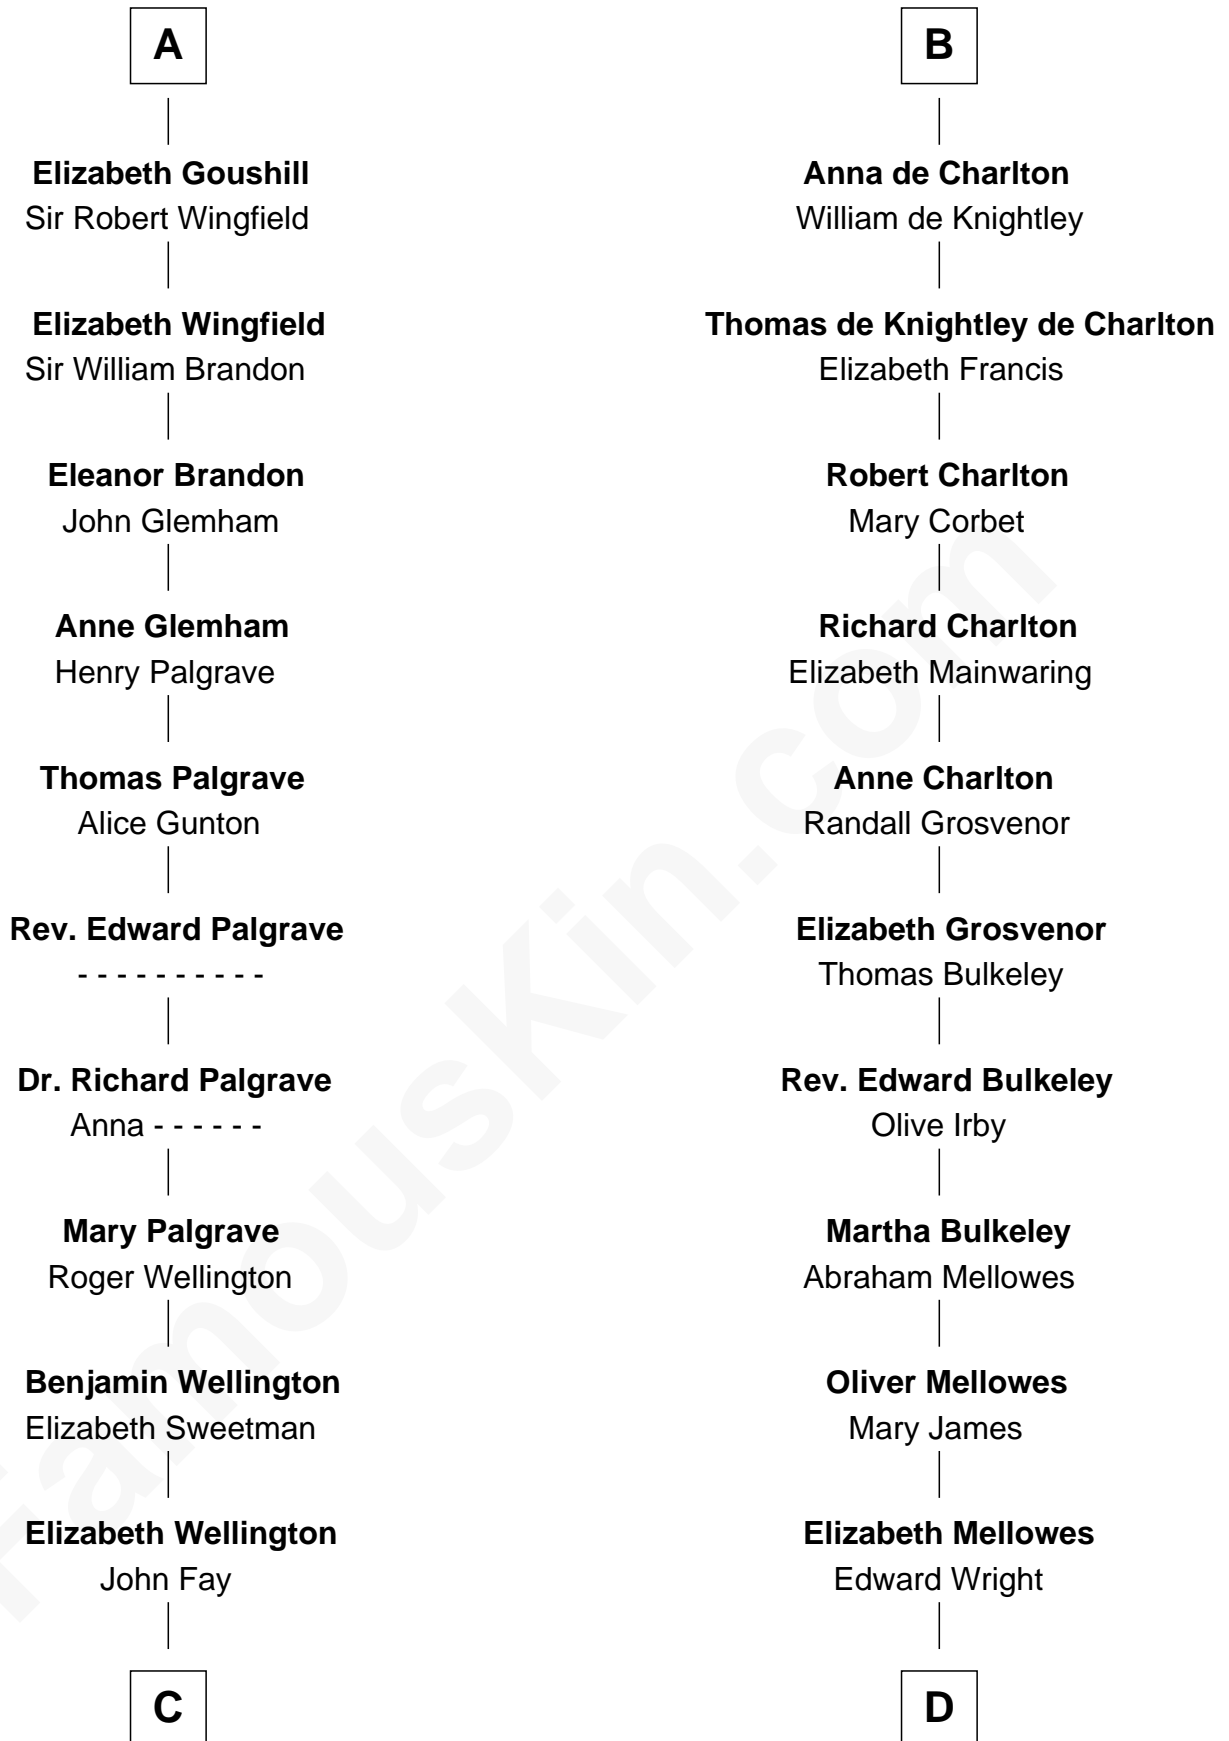 A
Elizabeth Goushill
Sir Robert Wingfield
Elizabeth Wingfield
Sir William Brandon
Eleanor Brandon
John Glemham
Anne Glemham
Henry Palgrave
Thomas Palgrave
Alice Gunton
Rev. Edward Palgrave
- - - - - - - - - -
Dr. Richard Palgrave
Anna - - - - - -
Mary Palgrave
Roger Wellington
Benjamin Wellington
Elizabeth Sweetman
Elizabeth Wellington
John Fay
C
B
Anna de Charlton
William de Knightley
Thomas de Knightley de Charlton
Elizabeth Francis
Robert Charlton
Mary Corbet
Richard Charlton
Elizabeth Mainwaring
Anne Charlton
Randall Grosvenor
Elizabeth Grosvenor
Thomas Bulkeley
Rev. Edward Bulkeley
Olive Irby
Martha Bulkeley
Abraham Mellowes
Oliver Mellowes
Mary James
Elizabeth Mellowes
Edward Wright
D
FamousKin.com